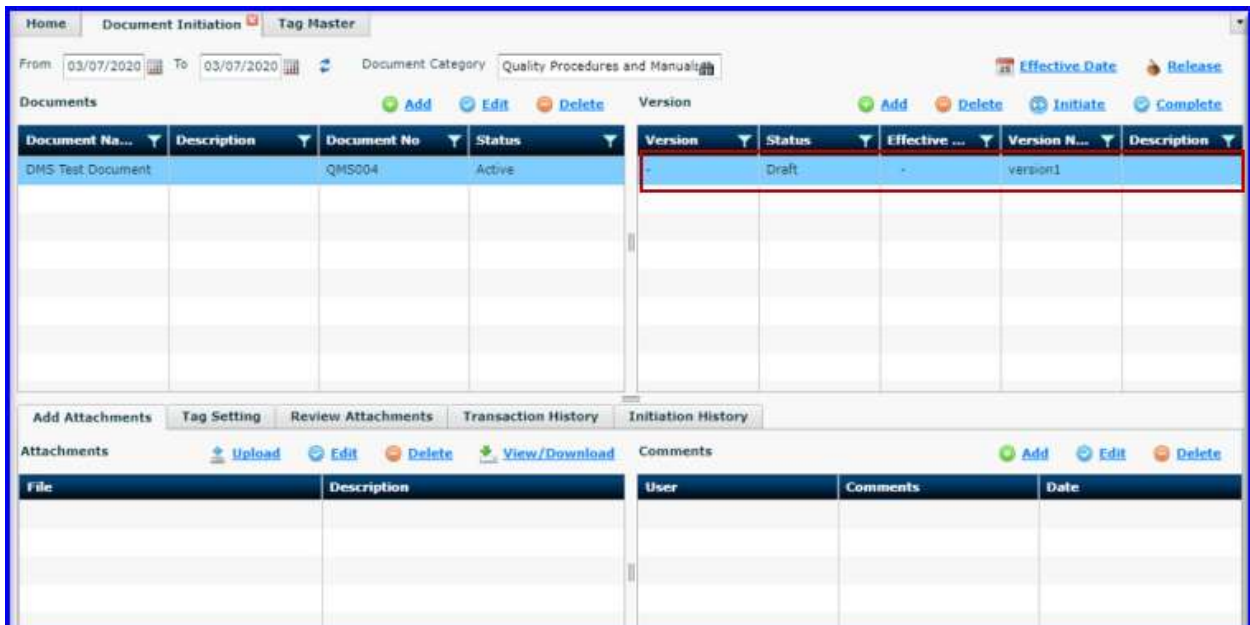 Home Document Initiation Tag Master
From 03/07/2020 To 03/07/2020 Document Category Quality Procedures and Manuals Effective Date Release
Documents Add Edit Delete Version Add Delete Initiate Complete
Document Na... Description Document No Status Version Status Effective ... Version N... Description
DMS Test Document QMS004 Active - Draft - version1
Add Attachments Tag Setting Review Attachments Transaction History Initiation History
Attachments Upload Edit Delete View/Download Comments Add Edit Delete
File Description User Comments Date